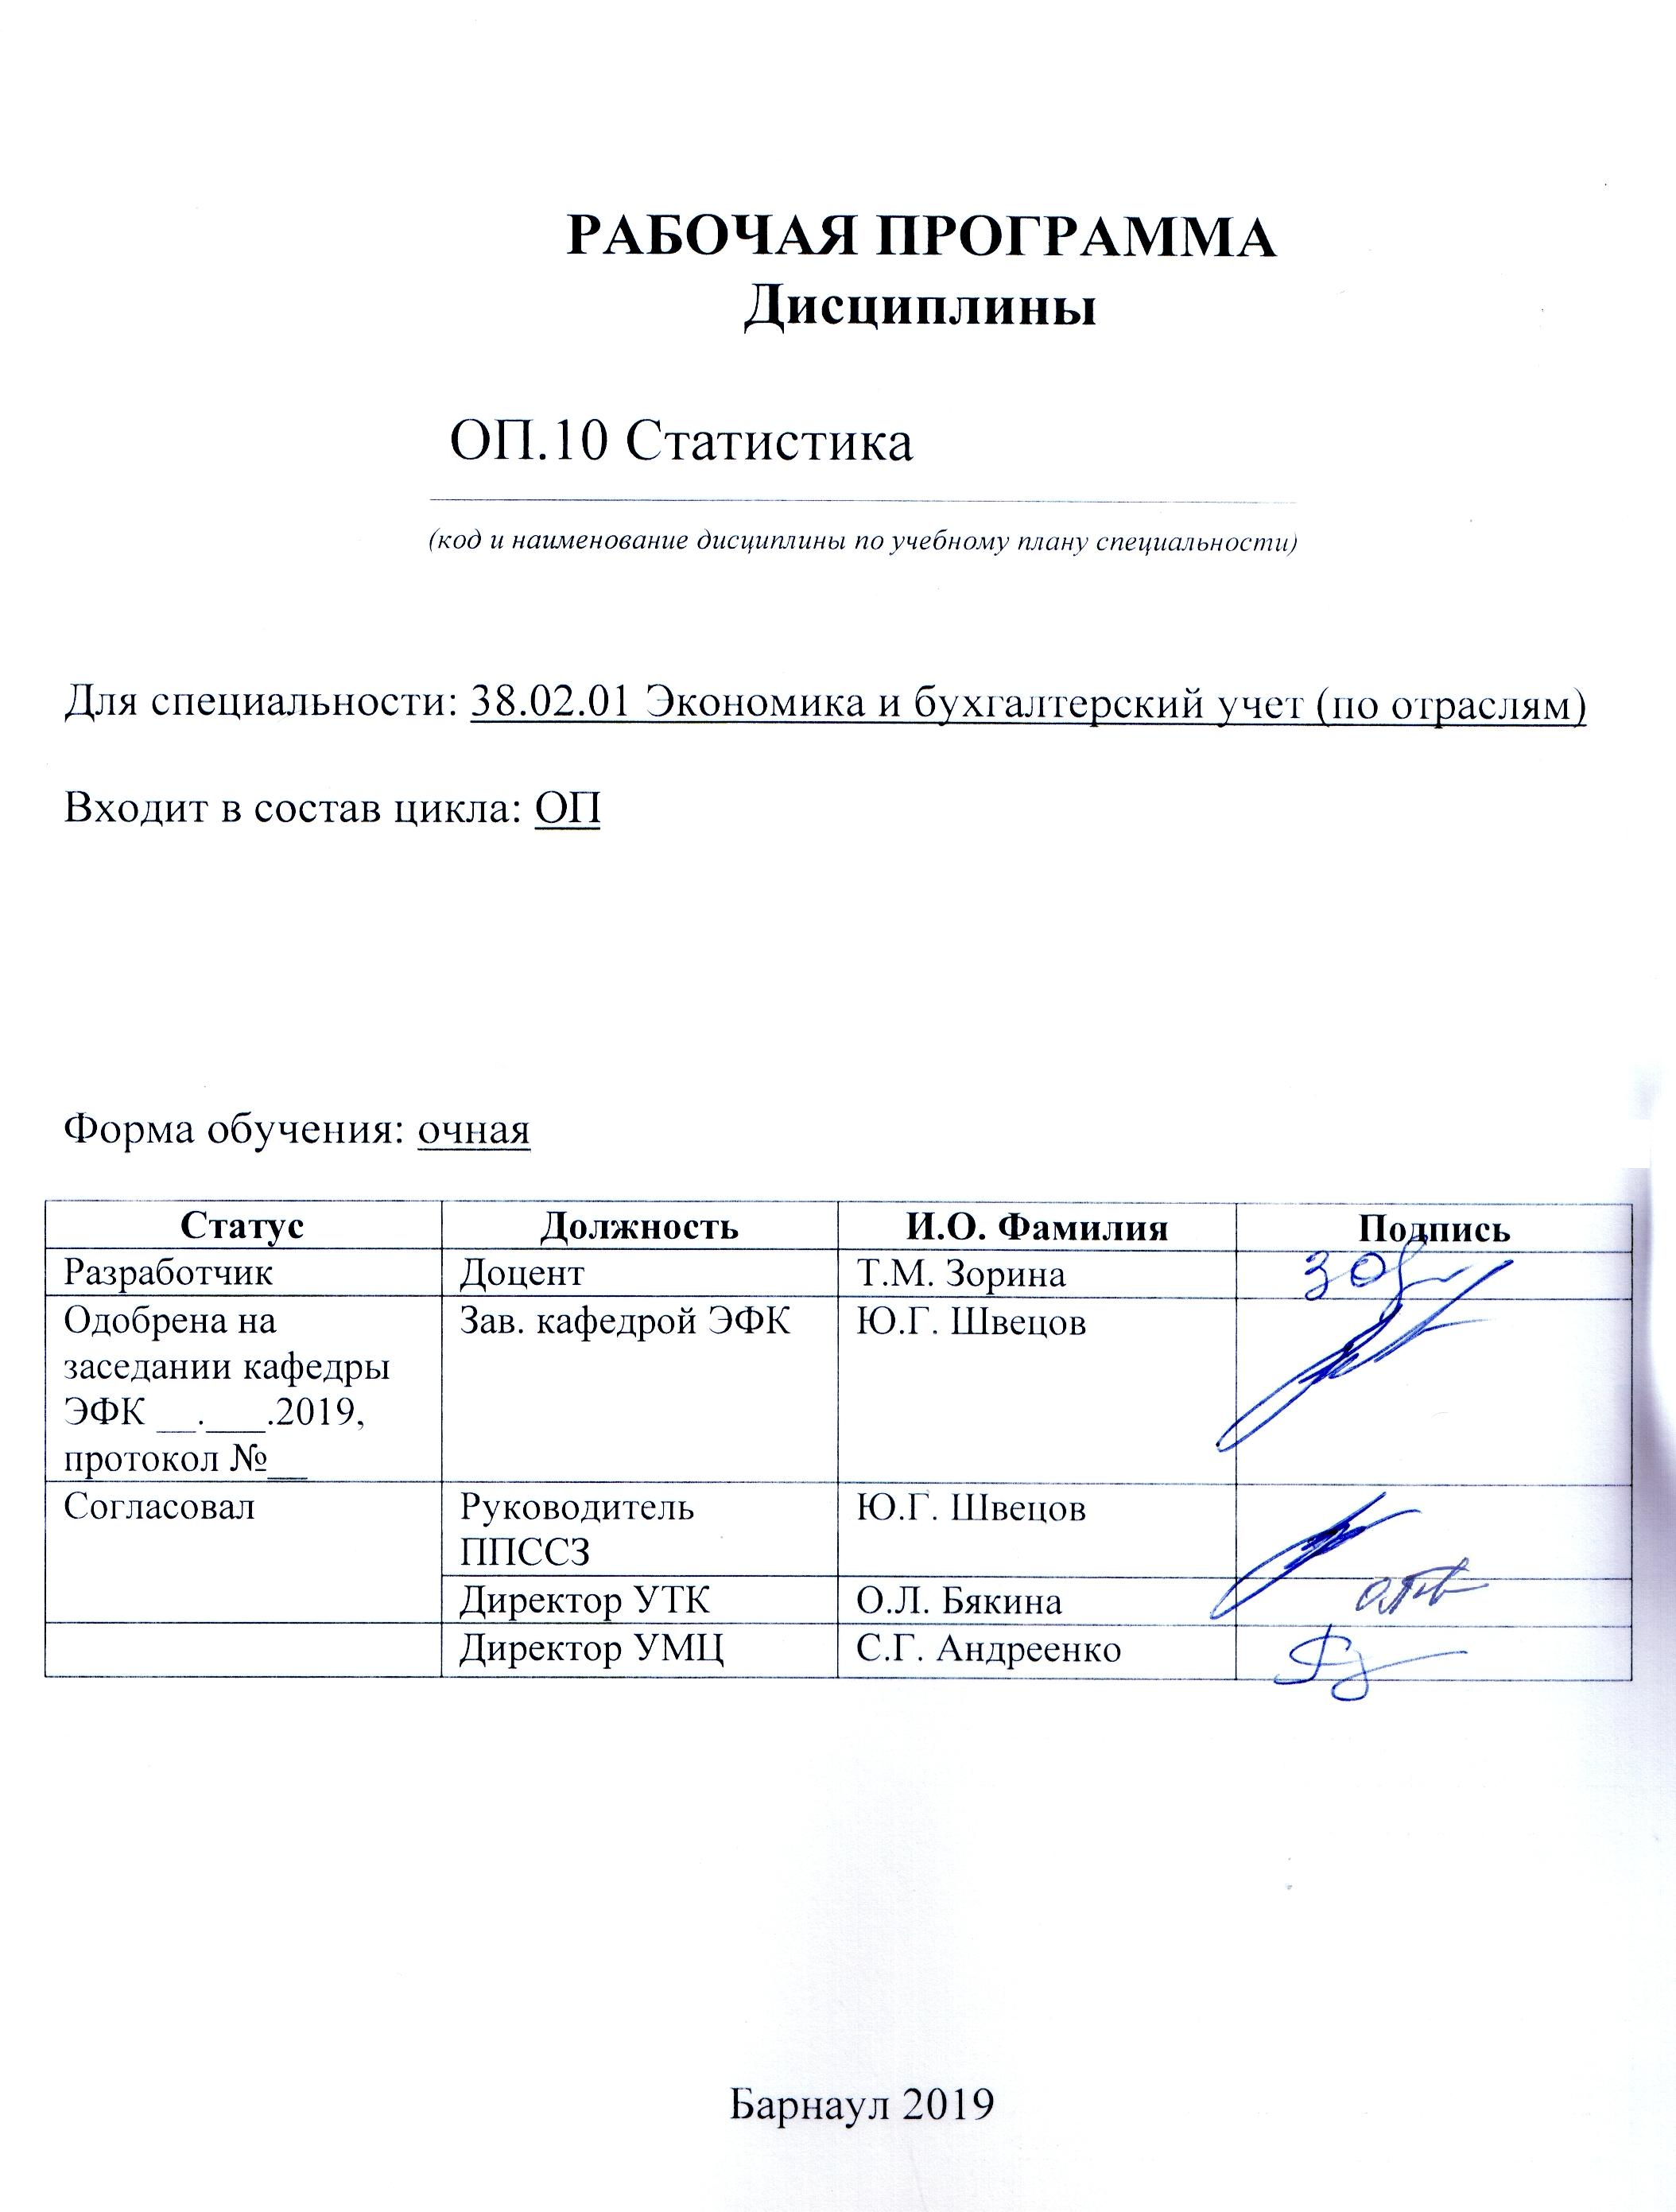 РАБОЧАЯ ПРОГРАММА
Дисциплины
ОП.10 Статистика
(код и наименование дисциплины по учебному плану специальности)
Для специальности: 38.02.01 Экономика и бухгалтерский учет (по отраслям)
Входит в состав цикла: ОП
Форма обучения: очная
Статус Должность И.О. Фамилия Подпись
Разработчик Доцент Т.М. Зорина
Одобрена на Зав. кафедрой ЭФК Ю.Г. Швецов
заседании кафедры
ЭФК __.___.2019,
протокол №__
Согласовал Руководитель Ю.Г. Швецов
ППССЗ
Директор УТК О.Л. Бякина
Директор УМЦ С.Г. Андреенко
Барнаул 2019